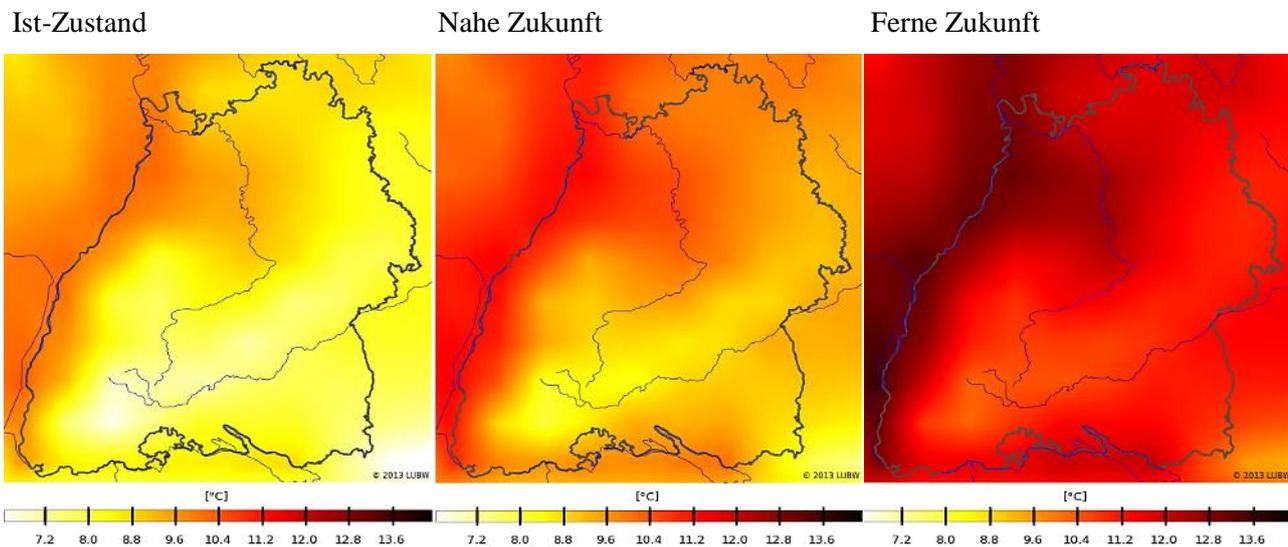 Ist-Zustand Nahe Zukunft Ferne Zukunft
© 2013 LUBW © 2013 LUBW © 2013 LUBW
[°C] [°C] [°C]
7.2 8.0 8.8 9.6 10.4 11.2 12.0 12.8 13.6 7.2 8.0 8.8 9.6 10.4 11.2 12.0 12.8 13.6 7.2 8.0 8.8 9.6 10.4 11.2 12.0 12.8 13.6